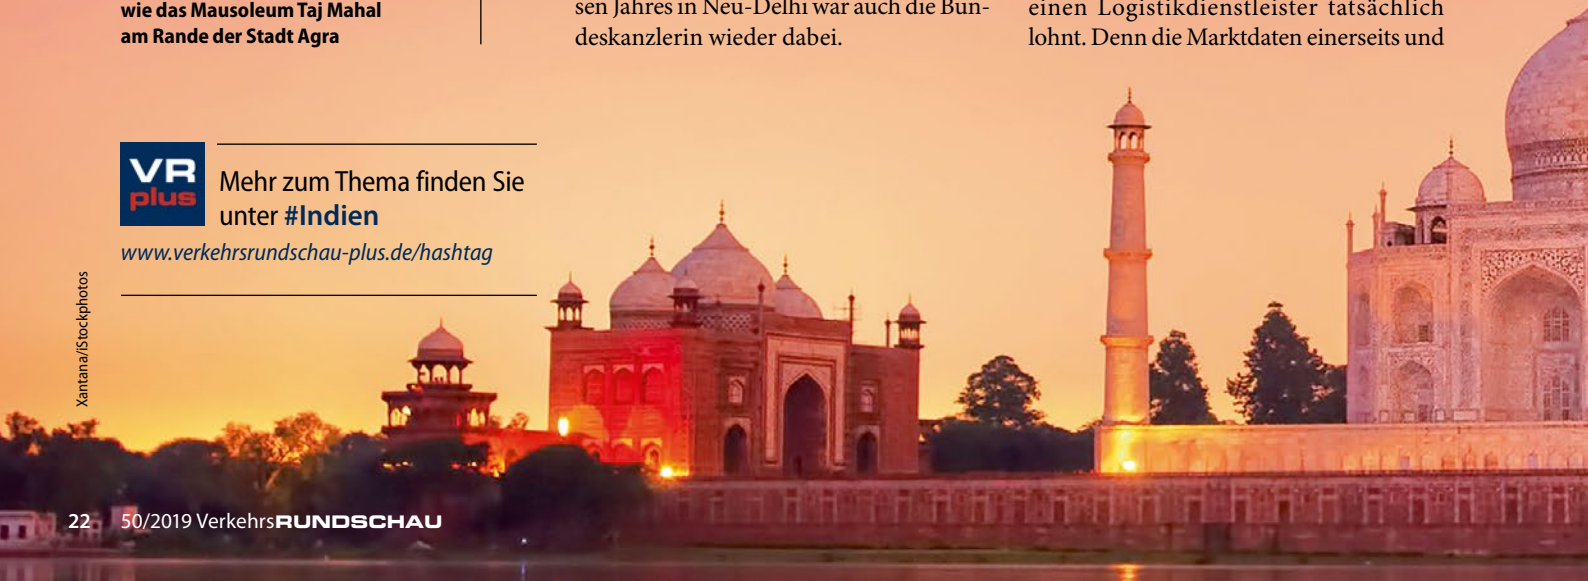 wie das Mausoleum Taj Mahal
am Rande der Stadt Agra
sen Jahres in Neu-Delhi war auch die Bun-
deskanzlerin wieder dabei.
einen Logistikdienstleister tatsächlich
lohnt. Denn die Marktdaten einerseits und
VR
plus
Mehr zum Thema finden Sie
unter #Indien
www.verkehrsrundschau-plus.de/hashtag
Xantana/iStockphotos
22 50/2019 VerkehrsRUNDSCHAU